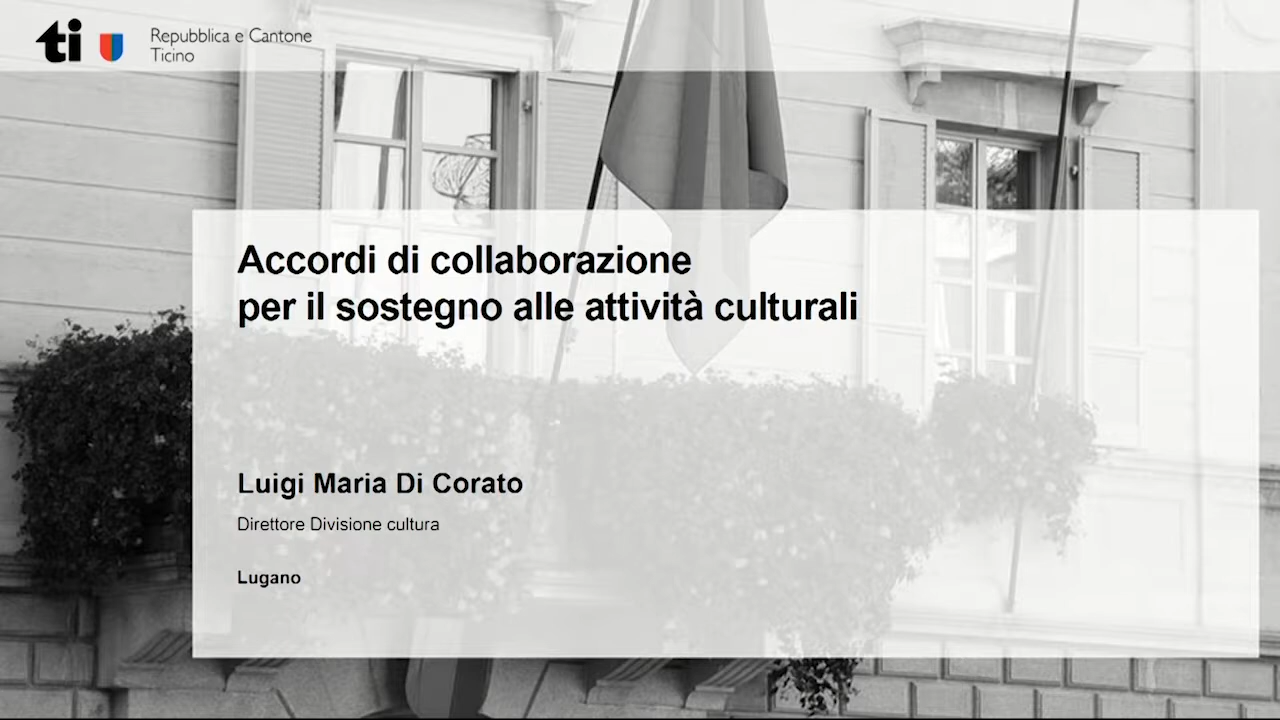 ti
Repubblica e Cantone
Ticino
Accordi di collaborazione
per il sostegno alle attività culturali
Luigi Maria Di Corato
Direttore Divisione cultura
Lugano